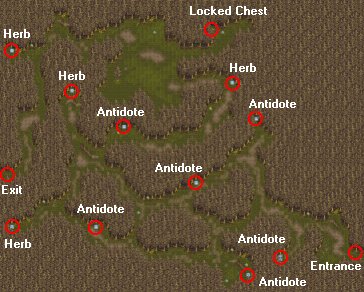 Locked Chest
Herb
Herb
Herb
Antidote
Antidote
Antidote
Exit
Antidote
Herb
Antidote
Entrance
Antidote